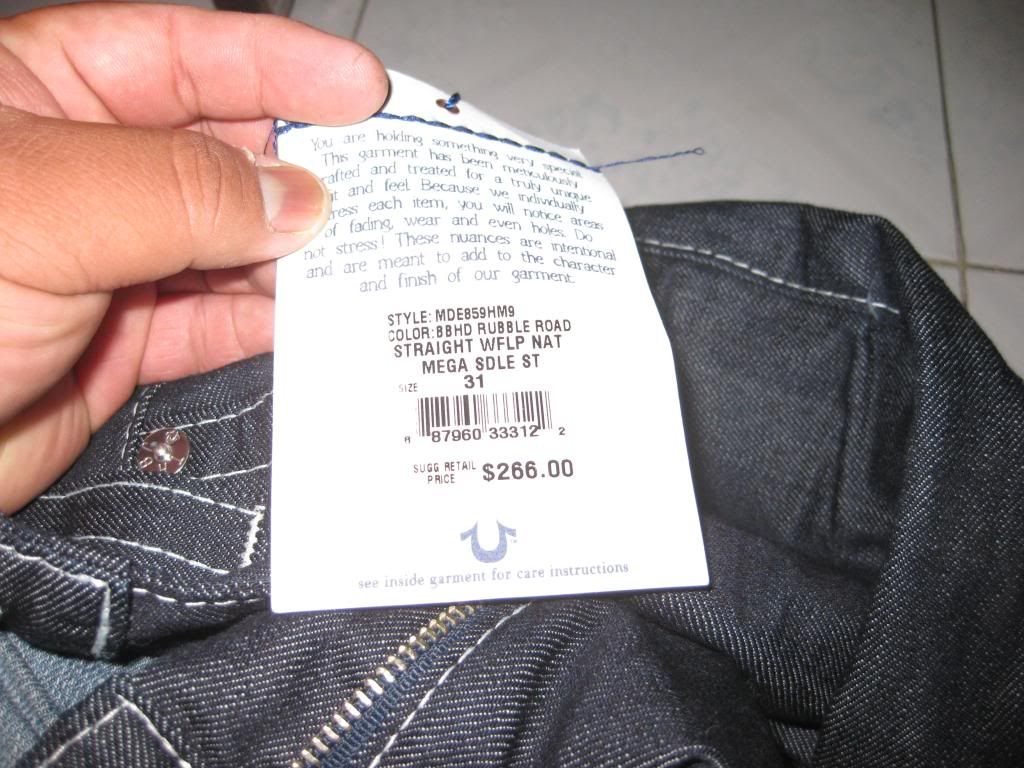 You are holding something very special
This garment has been meticulously
rafted and treated for a truly unique
t and feel. Because we individually
ress each item, you will notice areas
of fading, wear and even holes. Do
not stress! These nuances are intentional
and are meant to add to the character
and finish of our garment.
STYLE: MDE859HM9
COLOR: BBHD RUBBLE ROAD
STRAIGHT WFLP NAT
MEGA SDLE ST
SIZE 31
8 87960 33312 2
SUGG RETAIL PRICE $266.00
TM
see inside garment for care instructions